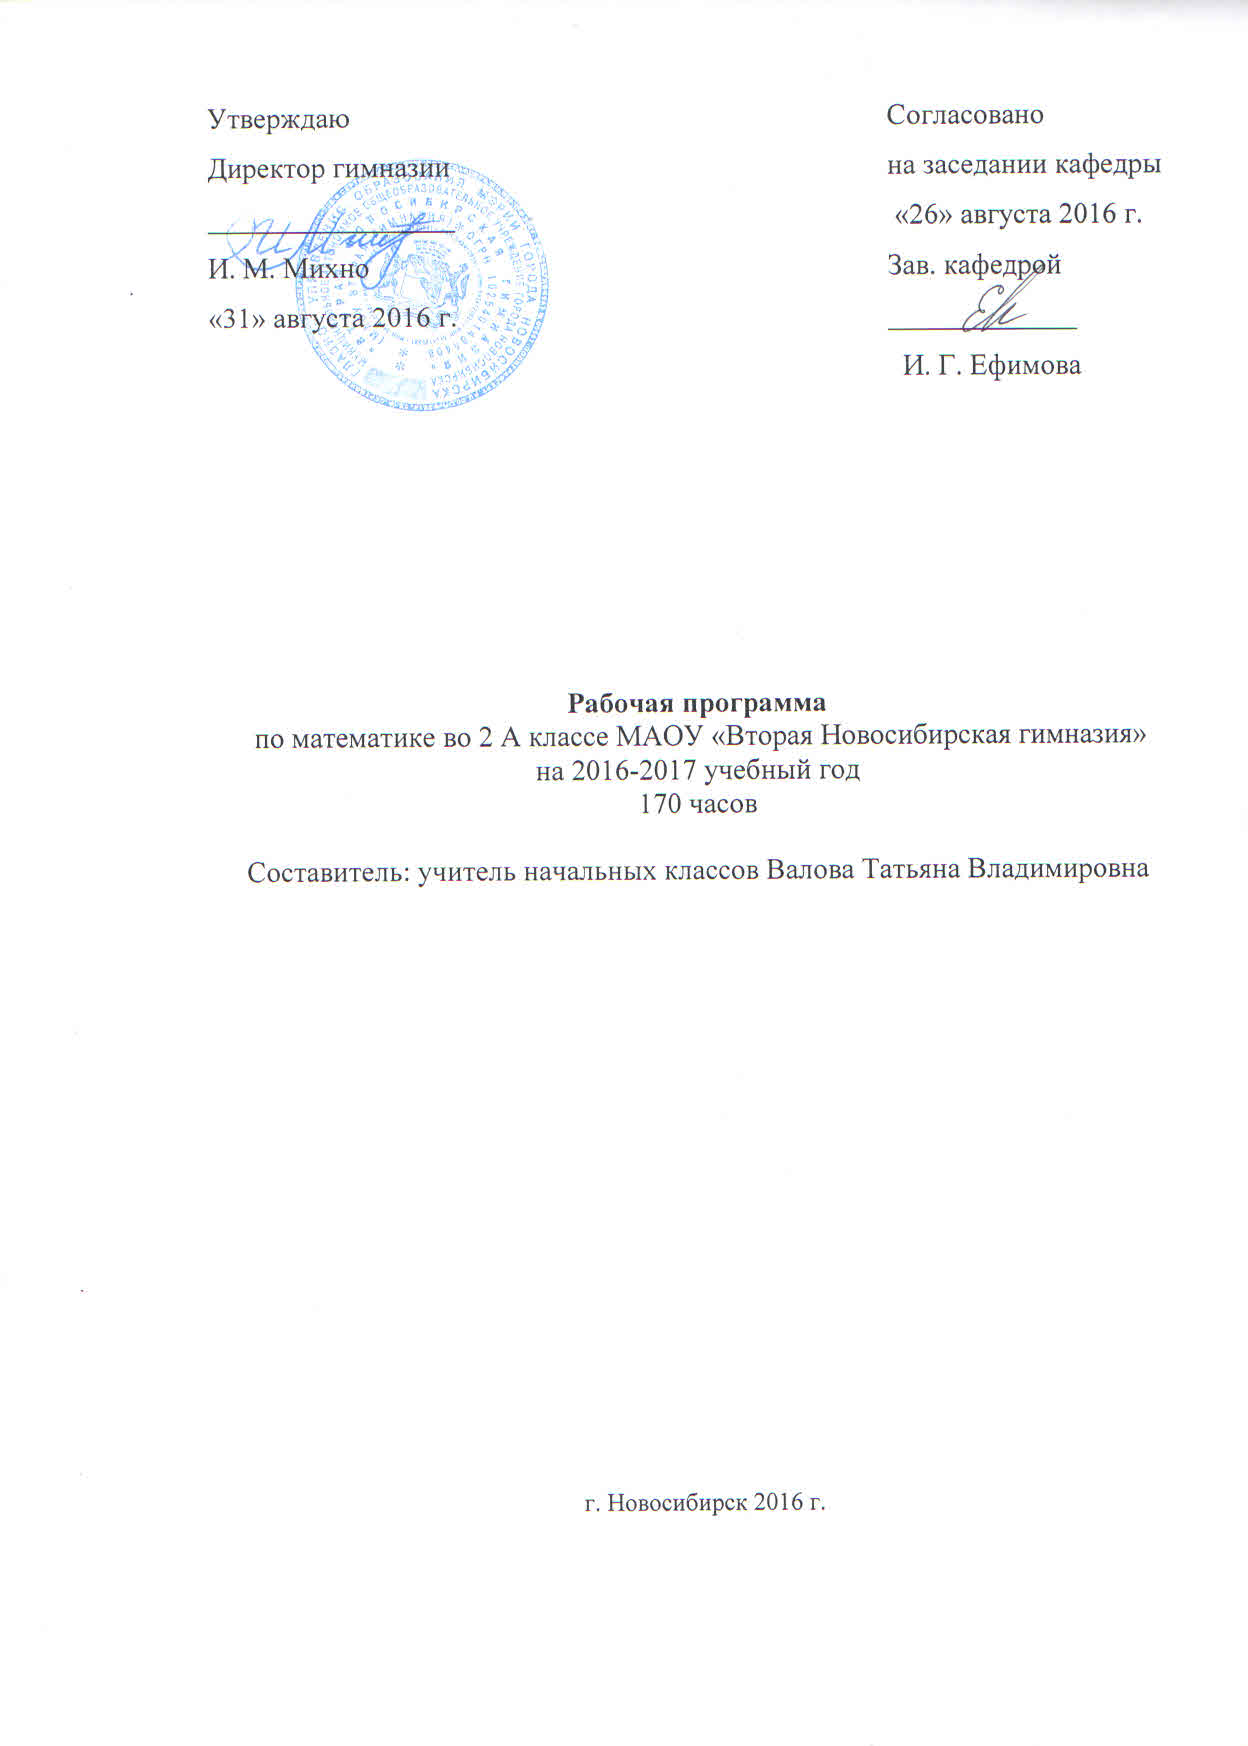 Утверждаю
Директор гимназии
И. М. Михно
«31» августа 2016 г.
Согласовано
на заседании кафедры
«26» августа 2016 г.
Зав. кафедрой
И. Г. Ефимова
Рабочая программа
по математике во 2 А классе МАОУ «Вторая Новосибирская гимназия»
на 2016-2017 учебный год
170 часов
Составитель: учитель начальных классов Валова Татьяна Владимировна
г. Новосибирск 2016 г.